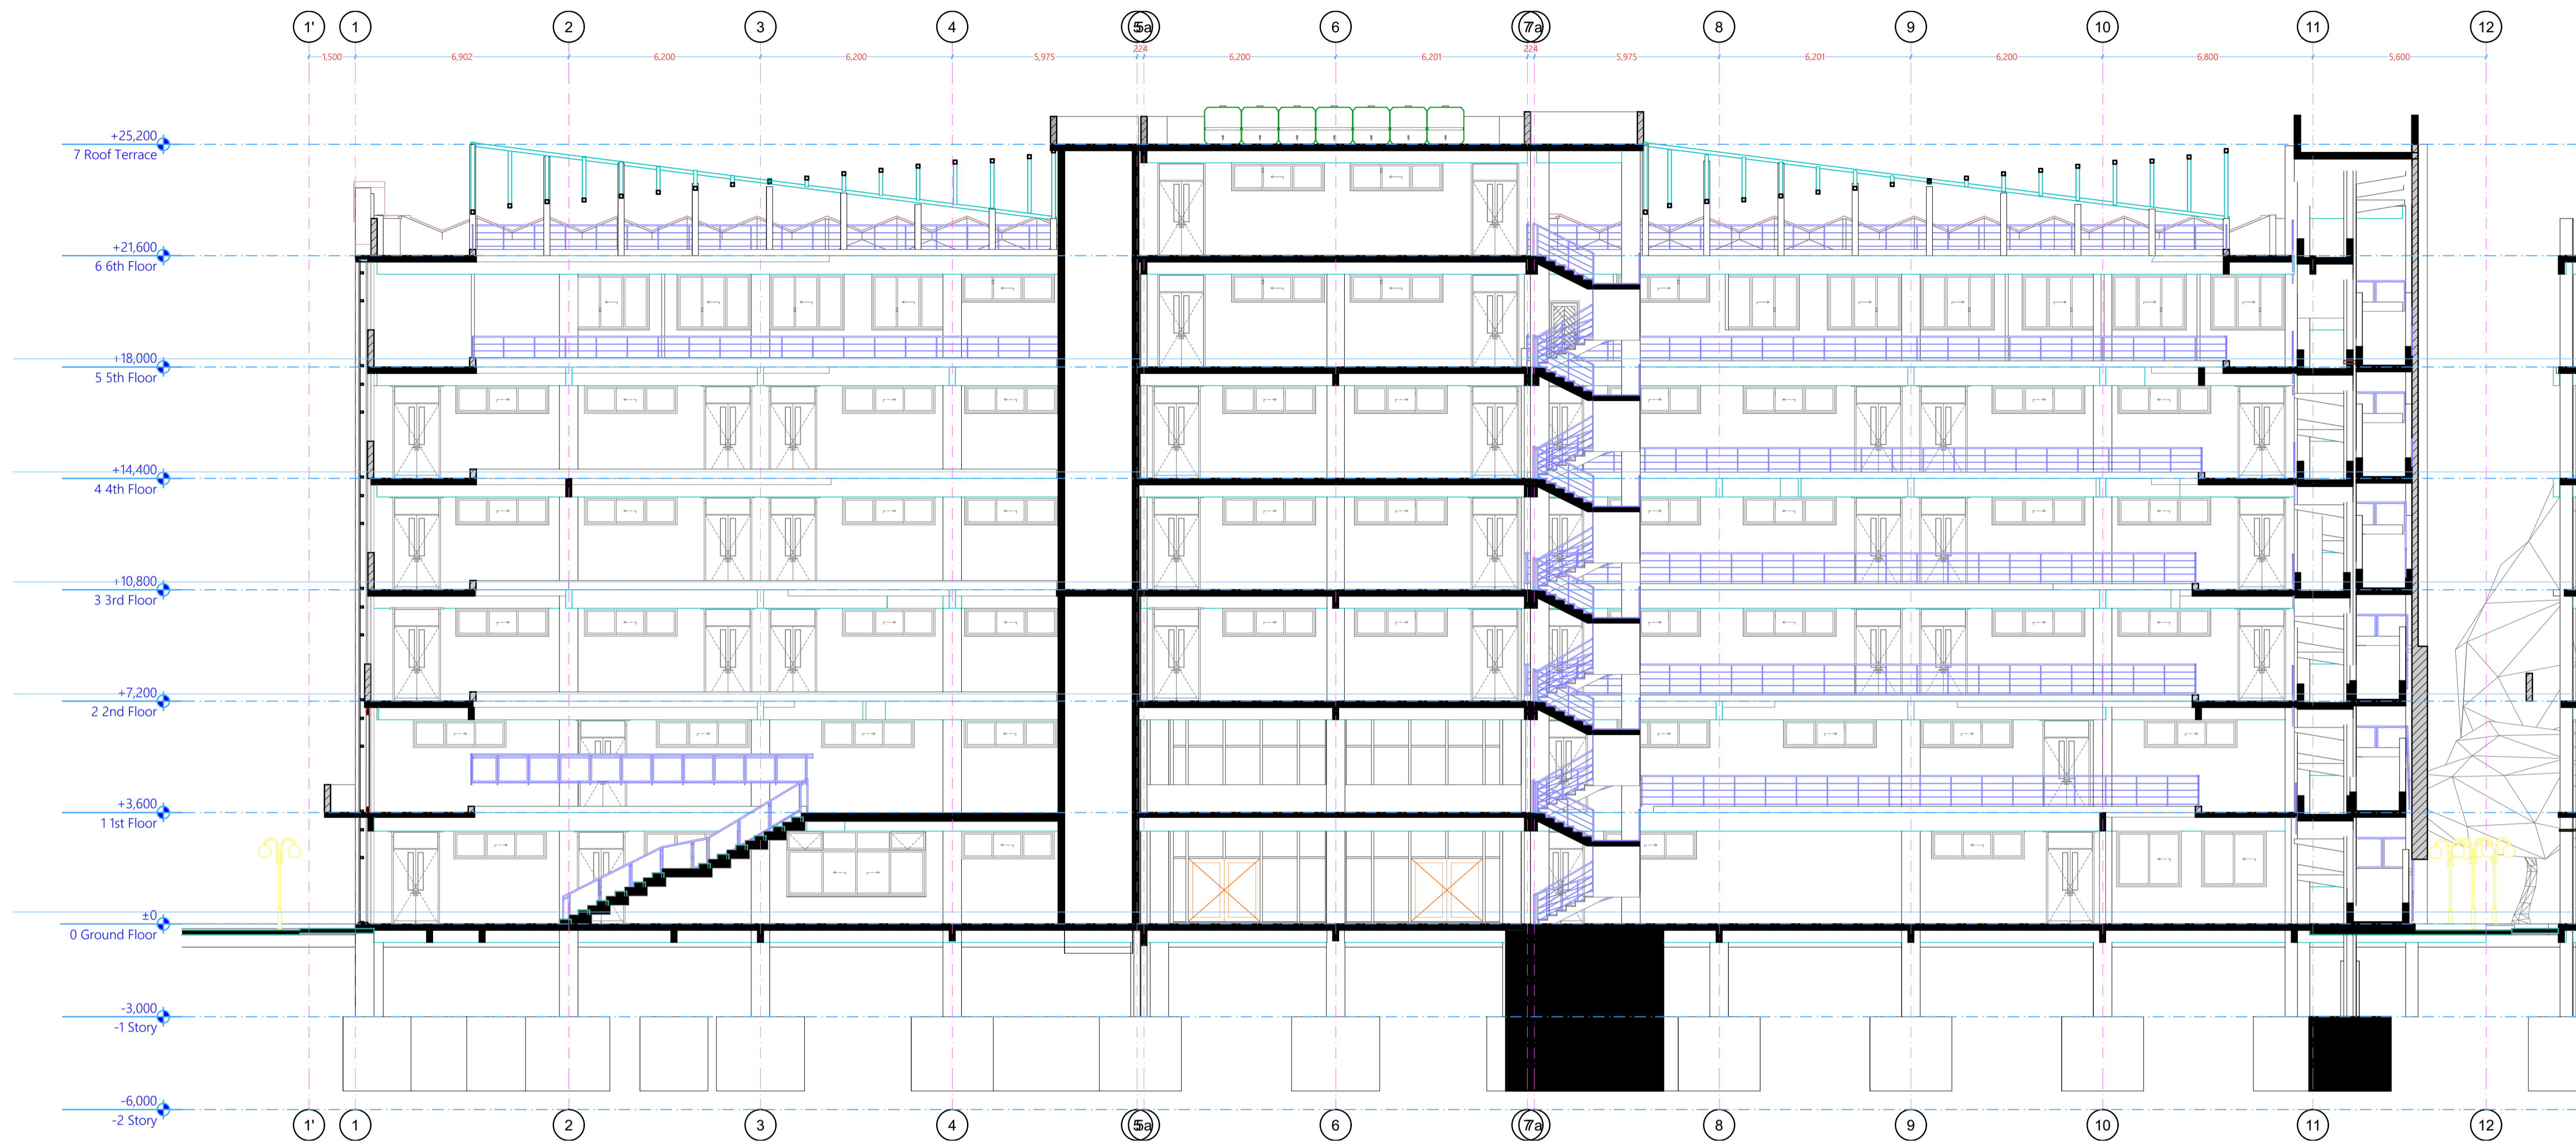 1' 1 2 3 4 5 5a 6 7 7a 8 9 10 11 12
224 224
1,500 6,902 6,200 6,200 5,975 6,200 6,201 5,975 6,201 6,200 6,800 5,600
+25,200
7 Roof Terrace
+21,600
6 6th Floor
+18,000
5 5th Floor
+14,400
4 4th Floor
+10,800
3 3rd Floor
+7,200
2 2nd Floor
+3,600
1 1st Floor
±0
0 Ground Floor
-3,000
-1 Story
-6,000
-2 Story
1' 1 2 3 4 5 5a 6 7 7a 8 9 10 11 12